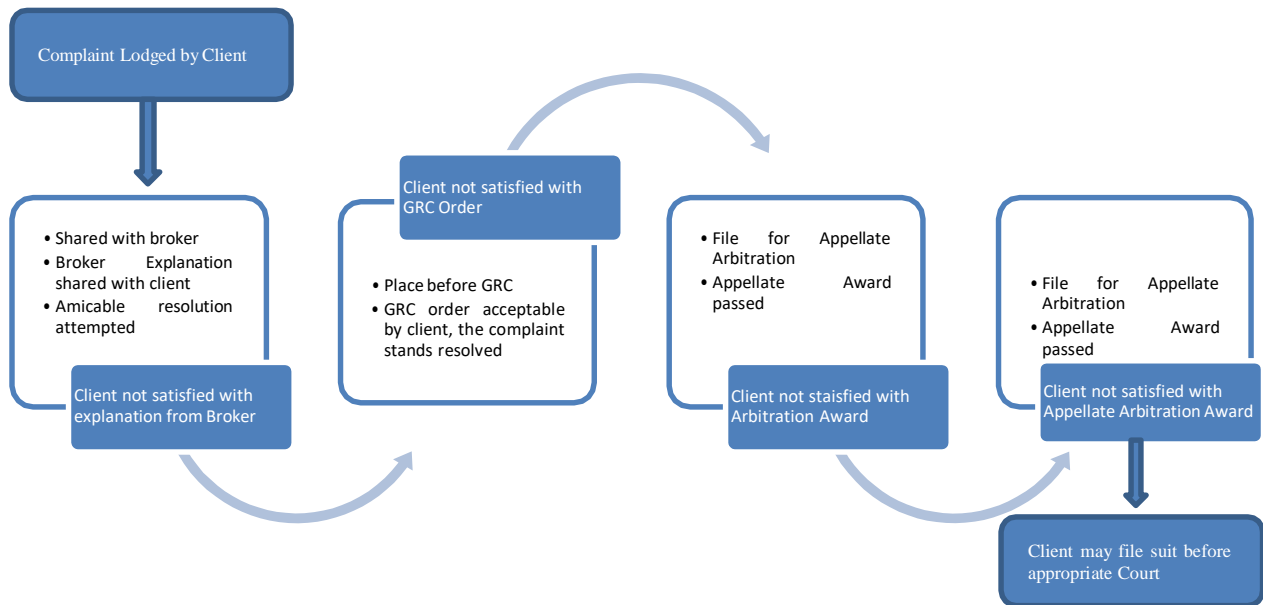 Complaint Lodged by Client
• Shared with broker
• Broker Explanation
shared with client
• Amicable resolution
attempted
Client not satisfied with
explanation from Broker
Client not satisfied with
GRC Order
• Place before GRC
• GRC order acceptable
by client, the complaint
stands resolved
• File for Appellate
Arbitration
• Appellate Award
passed
Client not staisfied with
Arbitration Award
• File for Appellate
Arbitration
• Appellate Award
passed
Client not satisfied with
Appellate Arbitration Award
Client may file suit before
appropriate Court